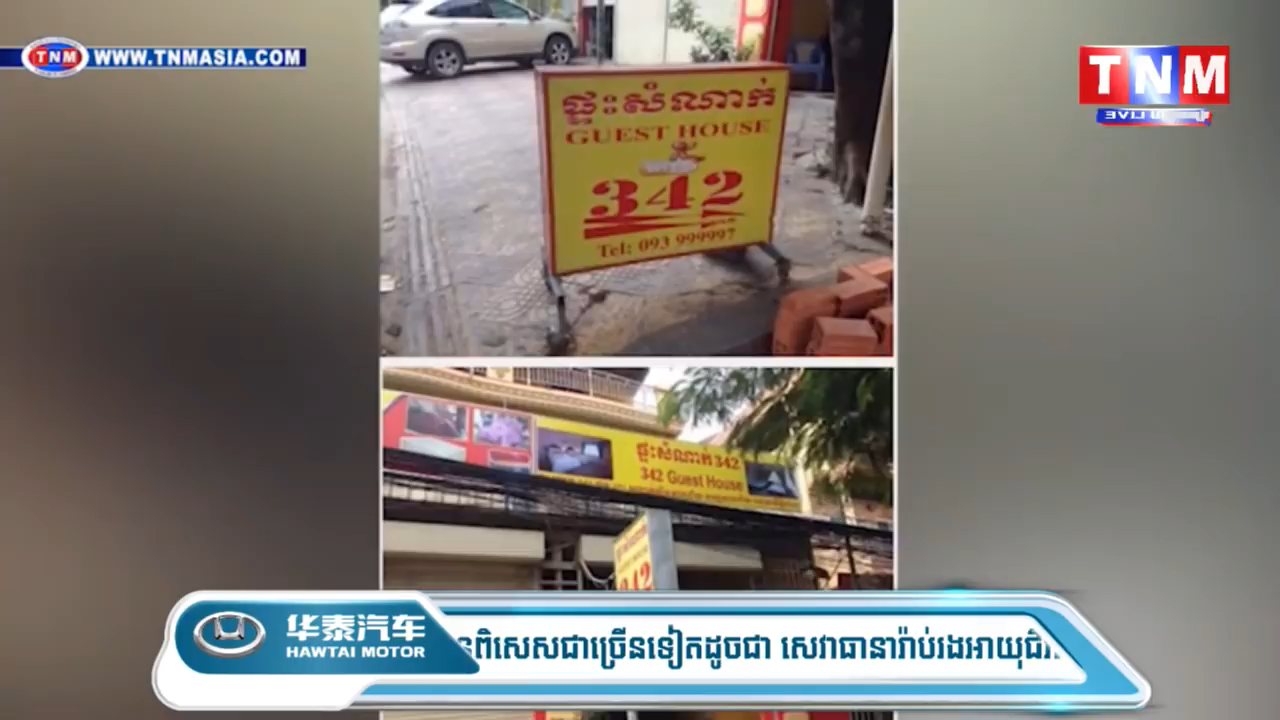 TNM
WWW.TNMASIA.COM
TNM
ផ្ទះសំណាក់
GUEST HOUSE
342
Tel: 093 999997
ផ្ទះសំណាក់342
342 Guest House
342
华泰汽车
HAWTAI MOTOR
ពិសេសជាច្រើនទៀតដូចជា សេវាធានារ៉ាប់រងអាយុជីវ